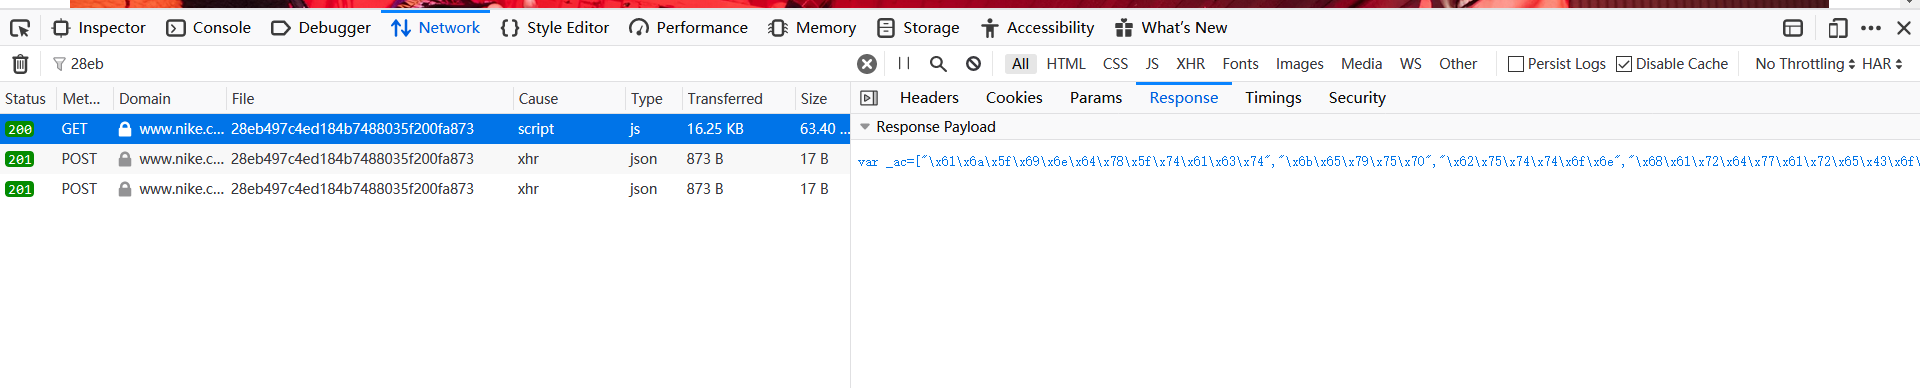 Inspector Console Debugger Network Style Editor Performance Memory Storage Accessibility What's New
28eb All HTML CSS JS XHR Fonts Images Media WS Other Persist Logs Disable Cache No Throttling HAR
Status Met... Domain File Cause Type Transferred Size Headers Cookies Params Response Timings Security
200 GET www.nike.c... 28eb497c4ed184b7488035f200fa873 script js 16.25 KB 63.40 ...
201 POST www.nike.c... 28eb497c4ed184b7488035f200fa873 xhr json 873 B 17 B
201 POST www.nike.c... 28eb497c4ed184b7488035f200fa873 xhr json 873 B 17 B
Response Payload
var _ac=["\x61\x6a\x5f\x69\x6e\x64\x78\x5f\x74\x61\x63\x74","\x6b\x65\x79\x75\x70","\x62\x75\x74\x74\x6f\x6e","\x68\x61\x72\x64\x77\x61\x72\x65\x43\x6f\